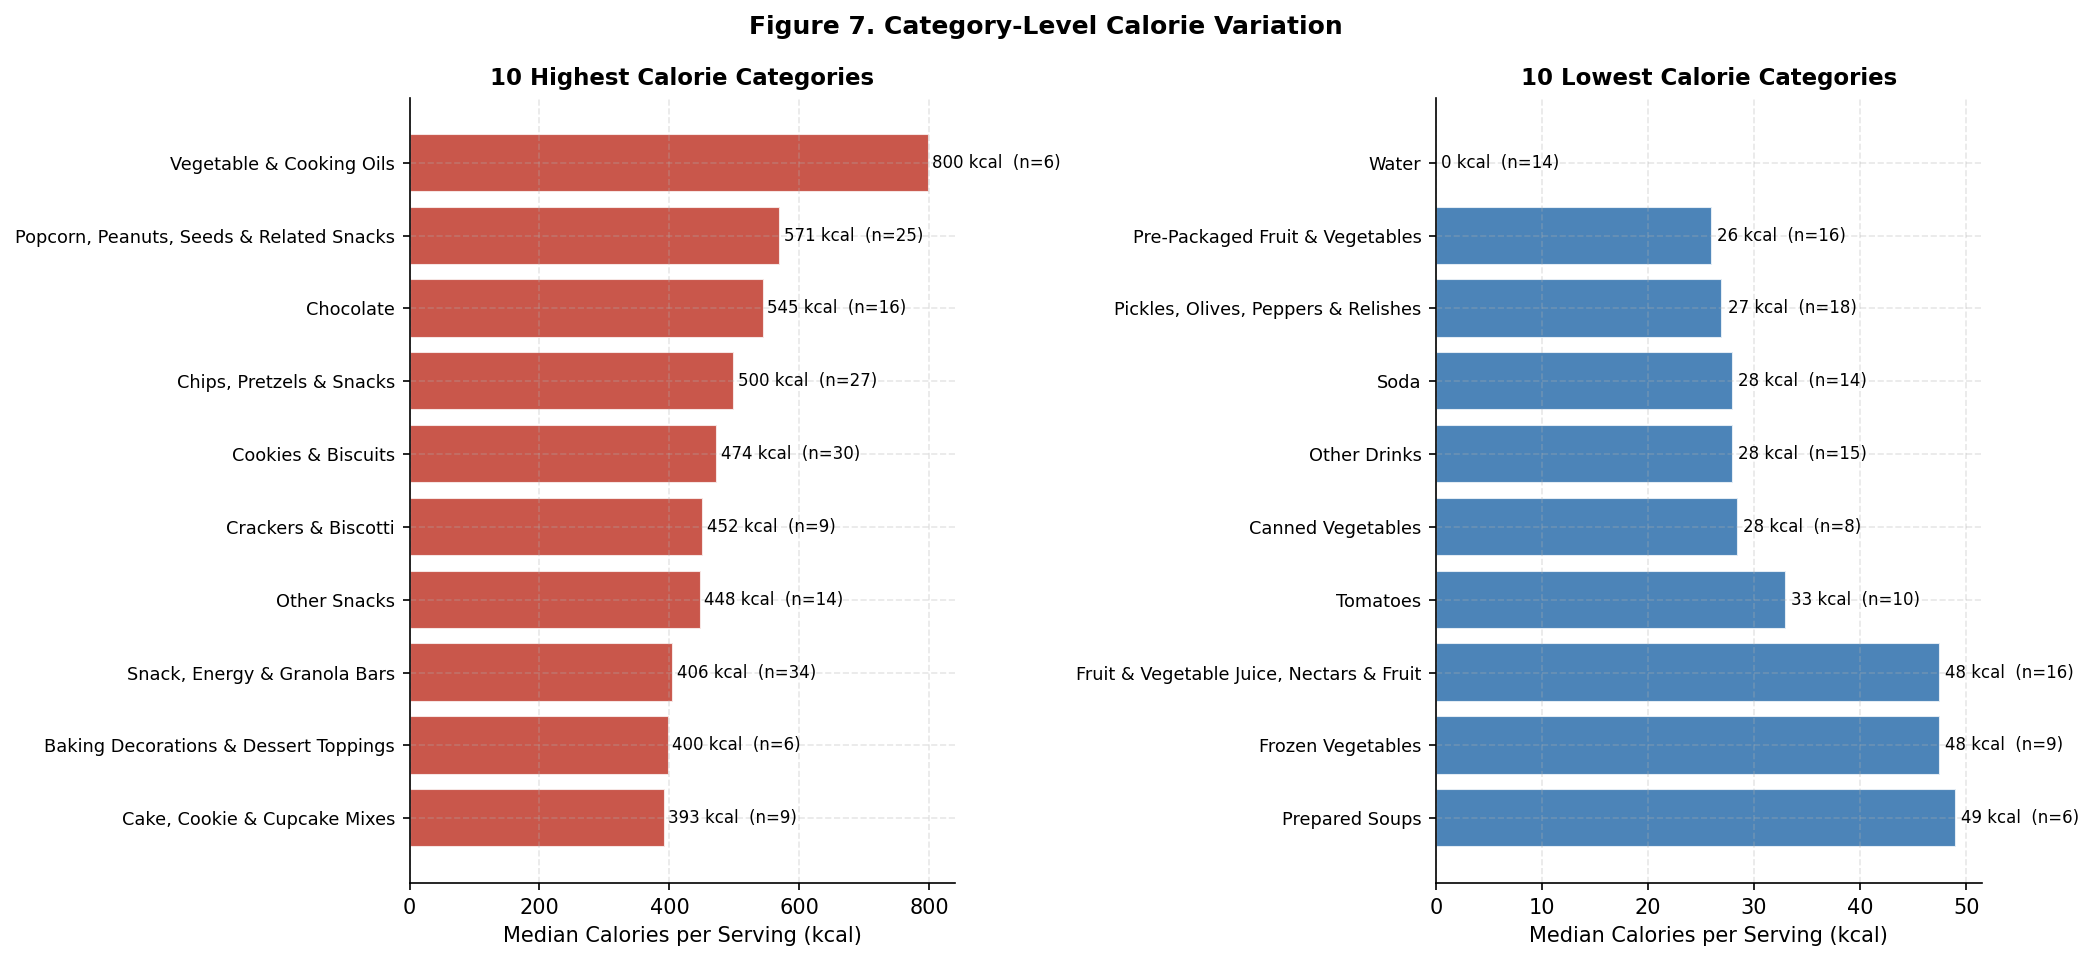 Figure 7. Category-Level Calorie Variation
10 Highest Calorie Categories
Vegetable & Cooking Oils
800 kcal (n=6)
Popcorn, Peanuts, Seeds & Related Snacks
571 kcal (n=25)
Chocolate
545 kcal (n=16)
Chips, Pretzels & Snacks
500 kcal (n=27)
Cookies & Biscuits
474 kcal (n=30)
Crackers & Biscotti
452 kcal (n=9)
Other Snacks
448 kcal (n=14)
Snack, Energy & Granola Bars
406 kcal (n=34)
Baking Decorations & Dessert Toppings
400 kcal (n=6)
Cake, Cookie & Cupcake Mixes
393 kcal (n=9)
0 200 400 600 800
Median Calories per Serving (kcal)
10 Lowest Calorie Categories
Water
0 kcal (n=14)
Pre-Packaged Fruit & Vegetables
26 kcal (n=16)
Pickles, Olives, Peppers & Relishes
27 kcal (n=18)
Soda
28 kcal (n=14)
Other Drinks
28 kcal (n=15)
Canned Vegetables
28 kcal (n=8)
Tomatoes
33 kcal (n=10)
Fruit & Vegetable Juice, Nectars & Fruit
48 kcal (n=16)
Frozen Vegetables
48 kcal (n=9)
Prepared Soups
49 kcal (n=6)
0 10 20 30 40 50
Median Calories per Serving (kcal)